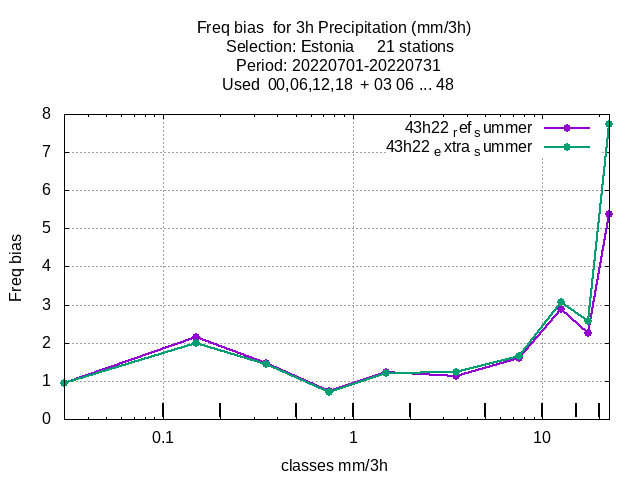 Freq bias  for 3h Precipitation (mm/3h)
Selection: Estonia     21 stations
Period: 20220701-20220731
Used  00,06,12,18  + 03 06 ... 48
43h22 ref summer
43h22 extra summer
8
7
6
5
4
3
2
1
0
Freq bias
0.1 1 10
classes mm/3h